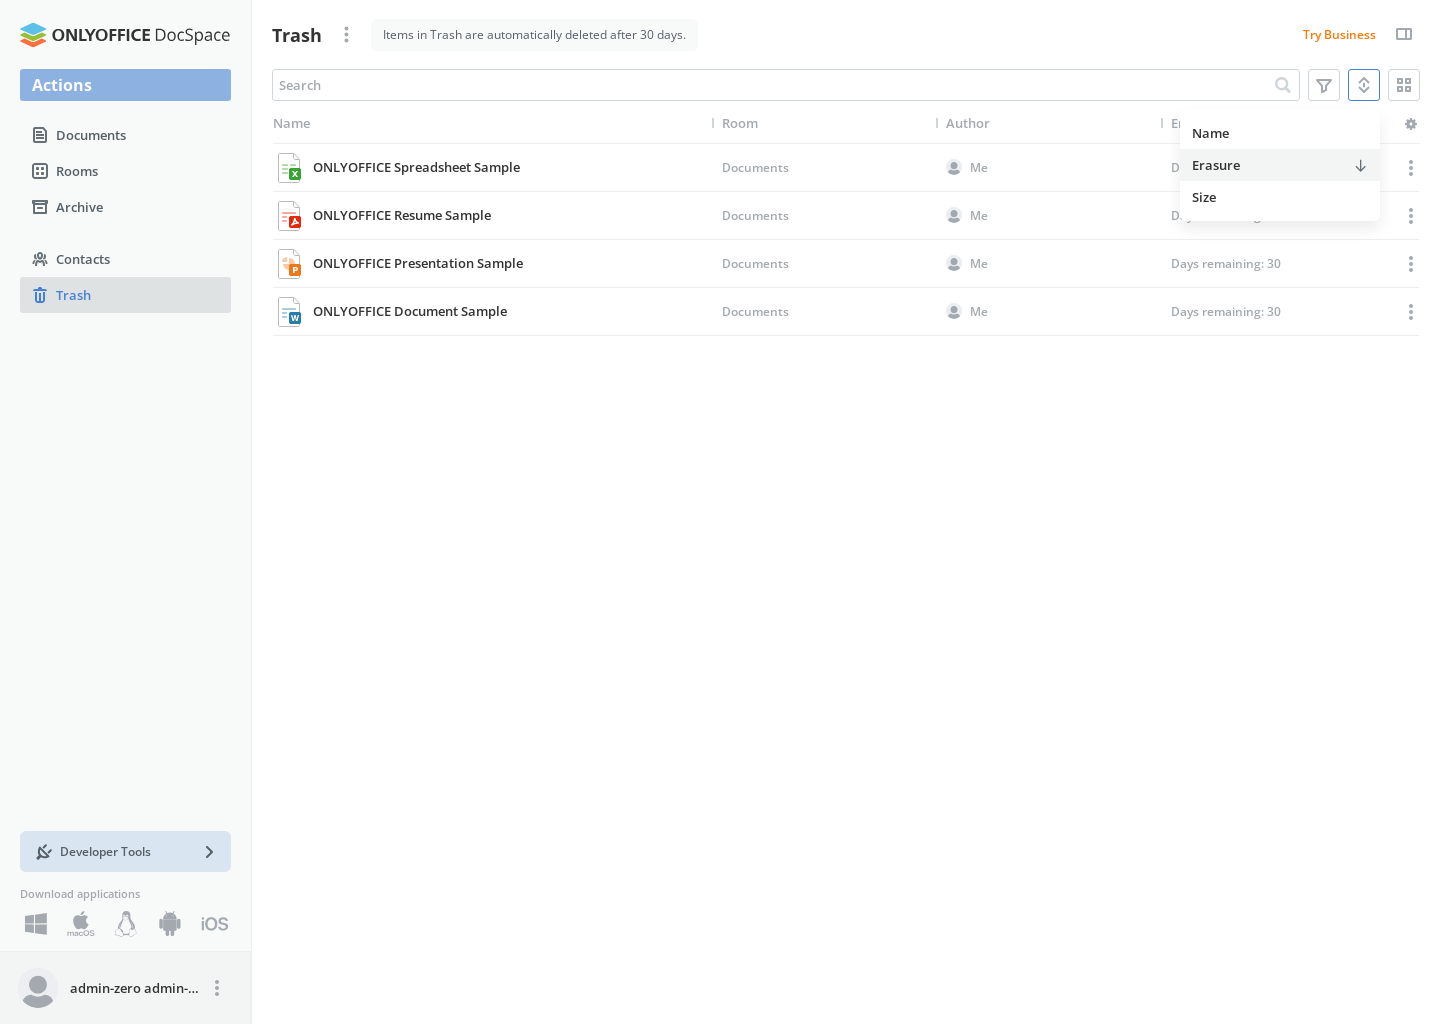 ONLYOFFICE DocSpace
Actions
Documents
Rooms
Archive
Contacts
Trash
Developer Tools
Download applications
macOS
iOS
admin-zero admin-...
Trash
Items in Trash are automatically deleted after 30 days.
Try Business
Search
Name Room Author
ONLYOFFICE Spreadsheet Sample Documents Me
ONLYOFFICE Resume Sample Documents Me
ONLYOFFICE Presentation Sample Documents Me Days remaining: 30
ONLYOFFICE Document Sample Documents Me Days remaining: 30
Name
Erasure
Size